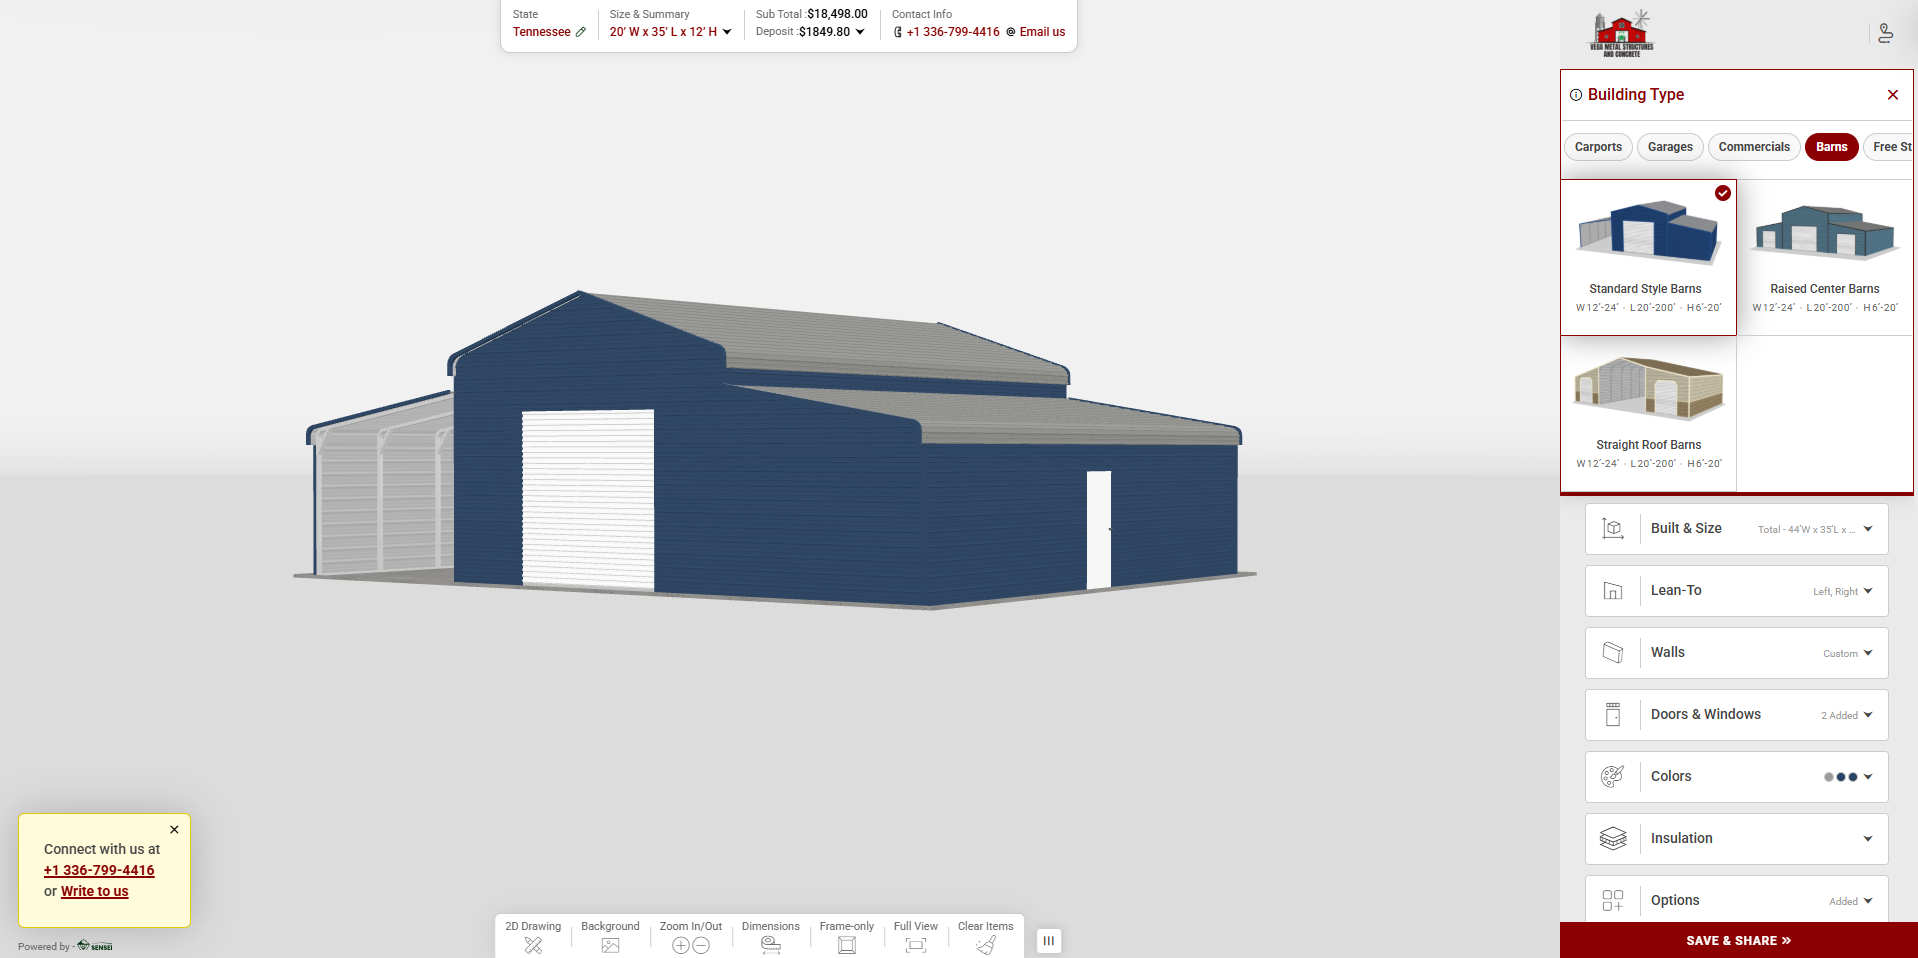 State
Tennessee
Size & Summary
20' W x 35' L x 12' H
Sub Total :$18,498.00
Deposit :$1849.80
Contact Info
+1 336-799-4416 @ Email us
VEGA METAL STRUCTURES
AND CONCRETE
Building Type
Carports
Garages
Commercials
Barns
Free St
Standard Style Barns
W 12'-24' · L 20'-200' · H 6'-20'
Raised Center Barns
W 12'-24' · L 20'-200' · H 6'-20'
Straight Roof Barns
W 12'-24' · L 20'-200' · H 6'-20'
Built & Size
Total - 44'W x 35'L x ...
Lean-To
Left, Right
Walls
Custom
Doors & Windows
2 Added
Colors
Insulation
Options
Added
SAVE & SHARE »
Connect with us at
+1 336-799-4416
or Write to us
Powered by - SENSEI
2D Drawing
Background
Zoom In/Out
Dimensions
Frame-only
Full View
Clear Items